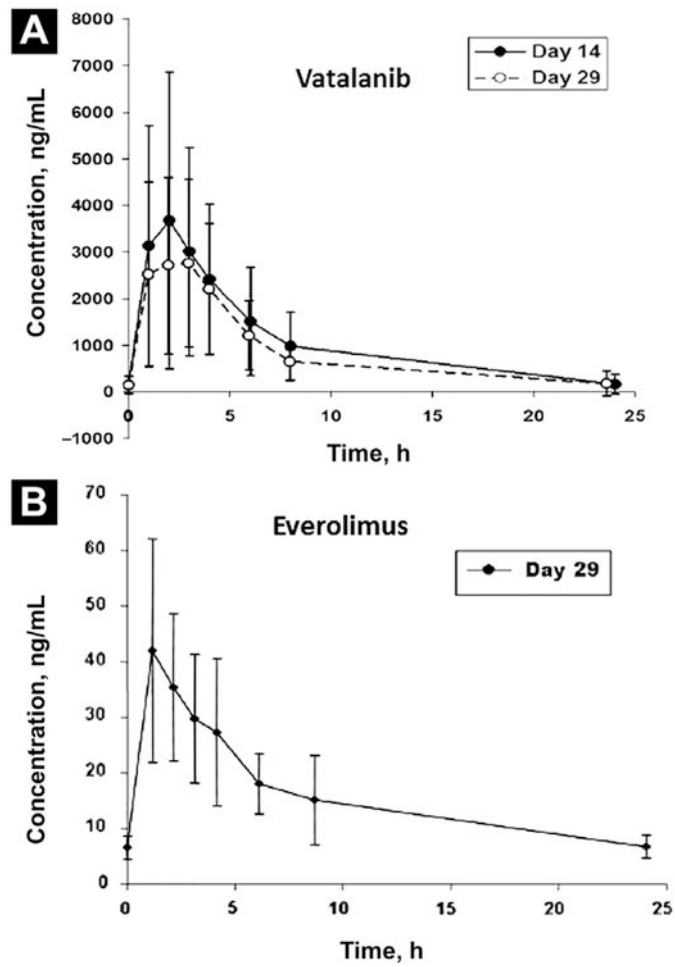 A
Vatalanib
Day 14
Day 29
Concentration, ng/mL
8000
7000
6000
5000
4000
3000
2000
1000
0
–1000
0
5
10
15
20
25
Time, h
B
Everolimus
Day 29
Concentration, ng/mL
70
60
50
40
30
20
10
0
0
5
10
15
20
25
Time, h